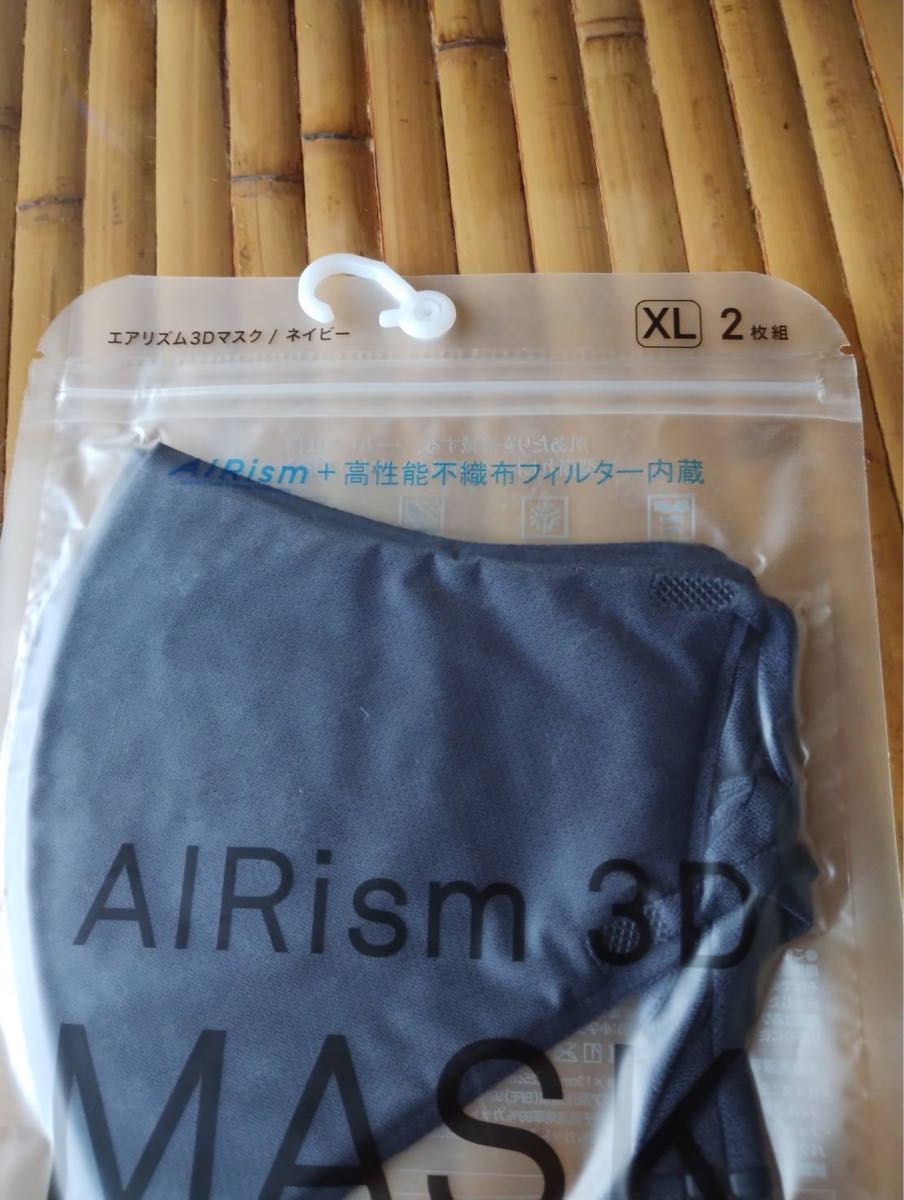 エアリズム3Dマスク / ネイビー
XL 2枚組
AIRism + 高性能不織布フィルター内蔵
AIRism 3D
MASK